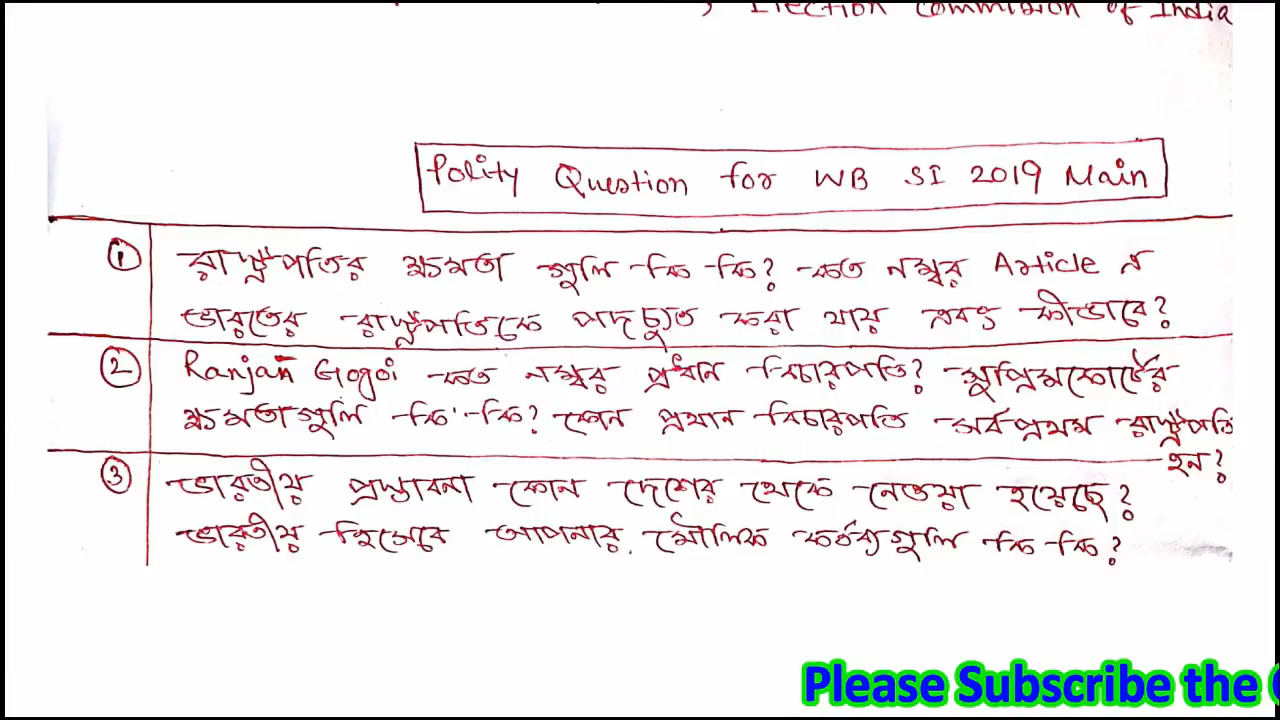 , Election Commission of India
Polity Question for WB SI 2019 Main
① রাষ্ট্রপতির ক্ষমতা গুলি কি কি? কত নম্বর Article এ
ভারতের রাষ্ট্রপতিকে পদচ্যুত করা যায় এবং কীভাবে?
② Ranjan Gogoi কত নম্বর প্রধান বিচারপতি? সুপ্রিমকোর্টের
ক্ষমতাগুলি কি-কি? কোন প্রধান বিচারপতি সর্বপ্রথম রাষ্ট্রপতি
হন?
③ ভারতীয় প্রস্তাবনা কোন দেশের থেকে নেওয়া হয়েছে?
ভারতীয় হিসেবে আপনার মৌলিক কর্তব্যগুলি কি-কি?
Please Subscribe the